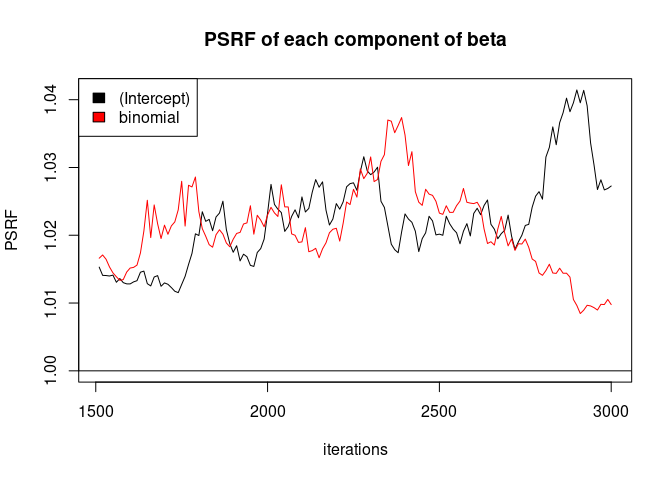 PSRF of each component of beta
(Intercept)
binomial
PSRF
1.04
1.03
1.02
1.01
1.00
1500 2000 2500 3000
iterations